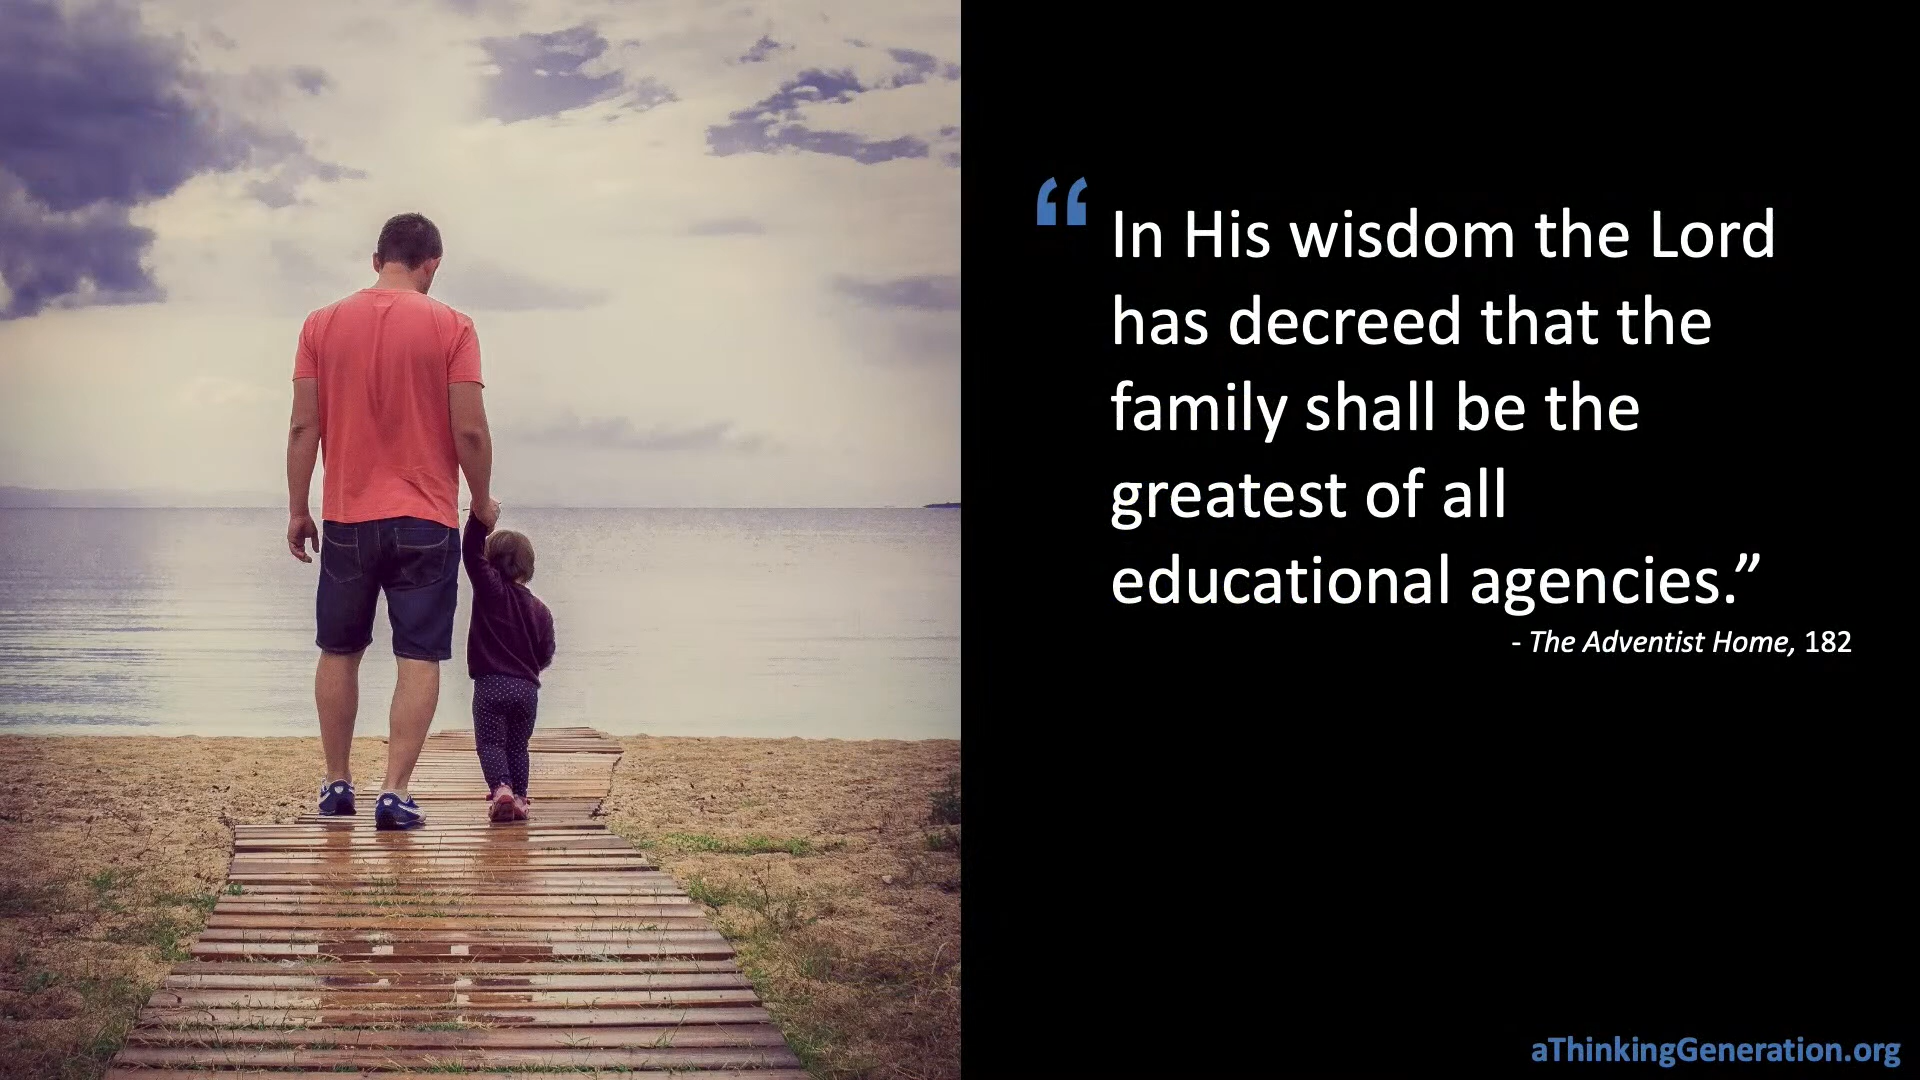 “ In His wisdom the Lord
has decreed that the
family shall be the
greatest of all
educational agencies.”
- The Adventist Home, 182
aThinkingGeneration.org